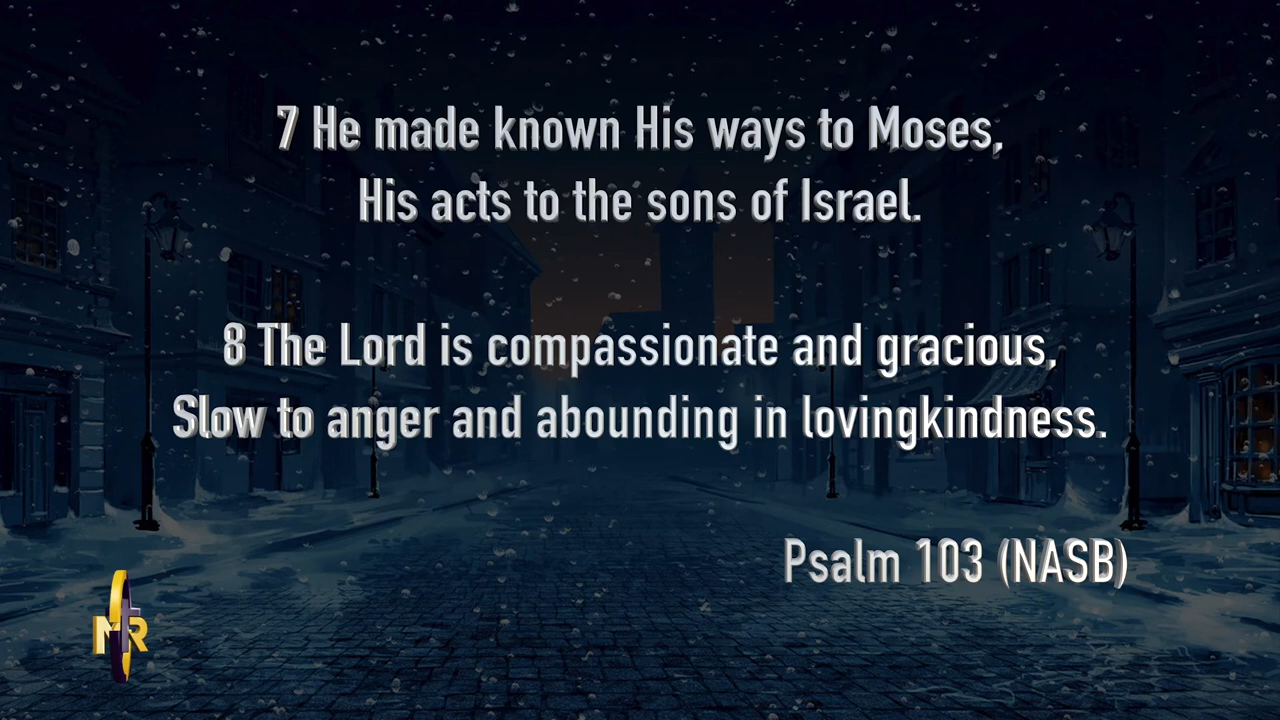 7 He made known His ways to Moses,
His acts to the sons of Israel.
8 The Lord is compassionate and gracious,
Slow to anger and abounding in lovingkindness.
Psalm 103 (NASB)